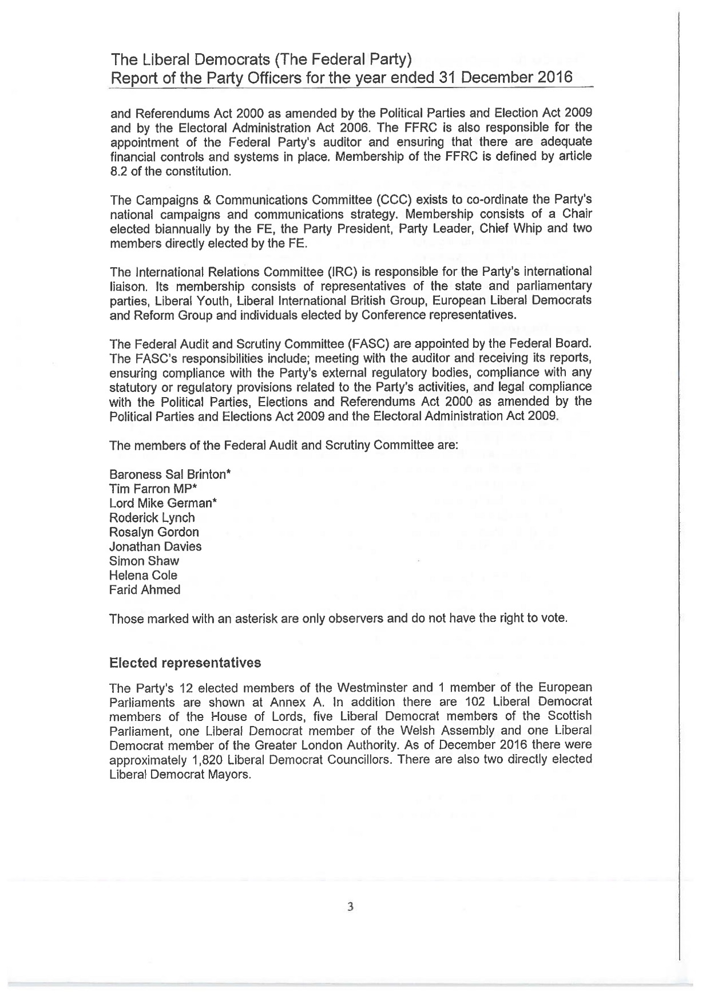 The Liberal Democrats (The Federal Party)
Report of the Party Officers for the year ended 31 December 2016
and Referendums Act 2000 as amended by the Political Parties and Election Act 2009
and by the Electoral Administration Act 2006. The FFRC is also responsible for the
appointment of the Federal Party's auditor and ensuring that there are adequate
financial controls and systems in place. Membership of the FFRC is defined by article
8.2 of the constitution.
The Campaigns & Communications Committee (CCC) exists to co-ordinate the Party's
national campaigns and communications strategy. Membership consists of a Chair
elected biannually by the FE, the Party President, Party Leader, Chief Whip and two
members directly elected by the FE.
The International Relations Committee (IRC) is responsible for the Party's international
liaison. Its membership consists of representatives of the state and parliamentary
parties, Liberal Youth, Liberal International British Group, European Liberal Democrats
and Reform Group and individuals elected by Conference representatives.
The Federal Audit and Scrutiny Committee (FASC) are appointed by the Federal Board.
The FASC's responsibilities include; meeting with the auditor and receiving its reports,
ensuring compliance with the Party's external regulatory bodies, compliance with any
statutory or regulatory provisions related to the Party's activities, and legal compliance
with the Political Parties, Elections and Referendums Act 2000 as amended by the
Political Parties and Elections Act 2009 and the Electoral Administration Act 2009.
The members of the Federal Audit and Scrutiny Committee are:
Baroness Sal Brinton*
Tim Farron MP*
Lord Mike German*
Roderick Lynch
Rosalyn Gordon
Jonathan Davies
Simon Shaw
Helena Cole
Farid Ahmed
Those marked with an asterisk are only observers and do not have the right to vote.
Elected representatives
The Party's 12 elected members of the Westminster and 1 member of the European
Parliaments are shown at Annex A. In addition there are 102 Liberal Democrat
members of the House of Lords, five Liberal Democrat members of the Scottish
Parliament, one Liberal Democrat member of the Welsh Assembly and one Liberal
Democrat member of the Greater London Authority. As of December 2016 there were
approximately 1,820 Liberal Democrat Councillors. There are also two directly elected
Liberal Democrat Mayors.
3